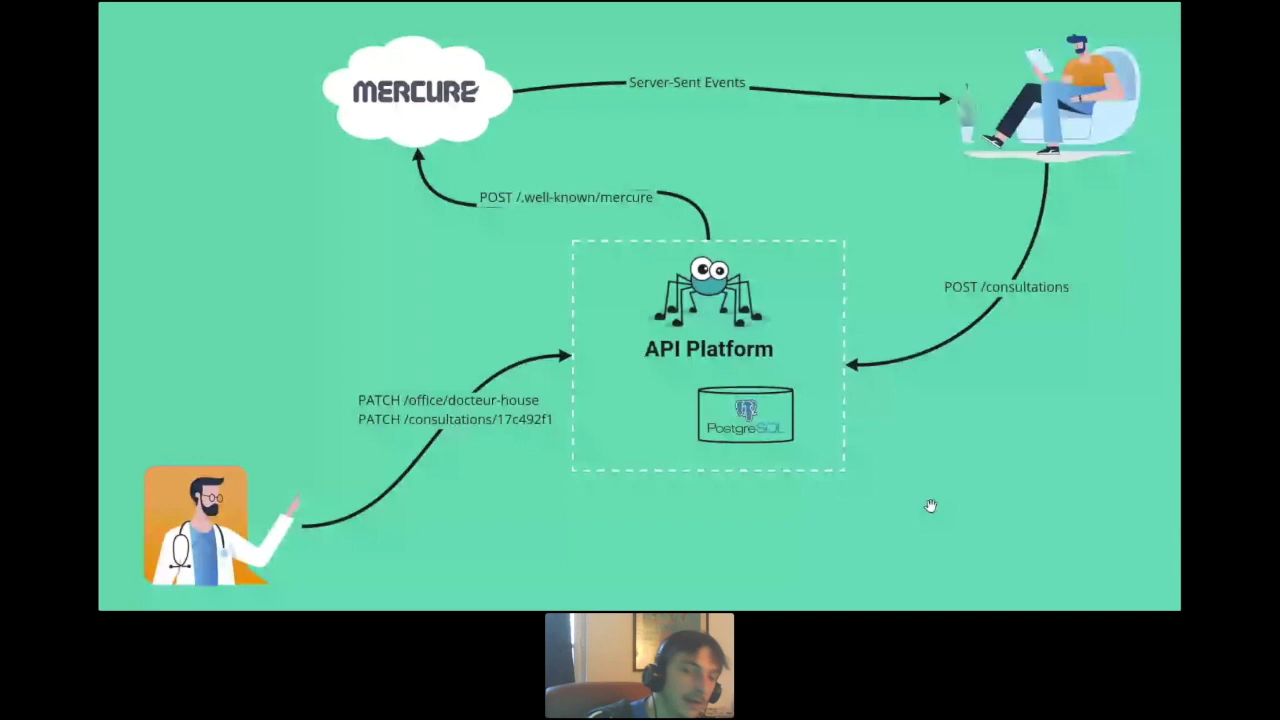 MERCURE
Server-Sent Events
POST /.well-known/mercure
POST /consultations
API Platform
PATCH /office/docteur-house
PATCH /consultations/17c492f1
PostgreSQL